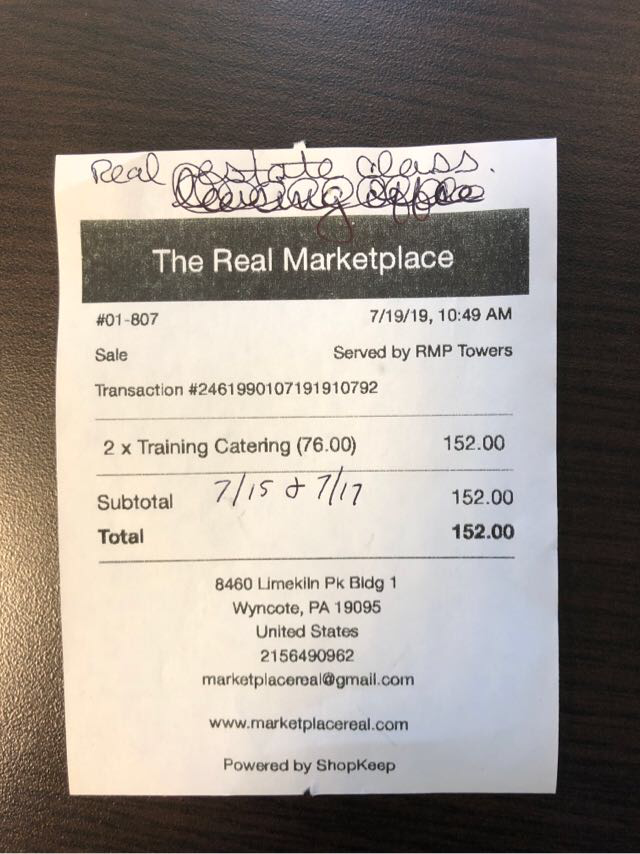 Real estate class.
The Real Marketplace
#01-807 7/19/19, 10:49 AM
Sale Served by RMP Towers
Transaction #2461990107191910792
2 x Training Catering (76.00) 152.00
7/15 & 7/17
Subtotal 152.00
Total 152.00
8460 Limekiln Pk Bldg 1
Wyncote, PA 19095
United States
2156490962
marketplacereal@gmail.com
www.marketplacereal.com
Powered by ShopKeep